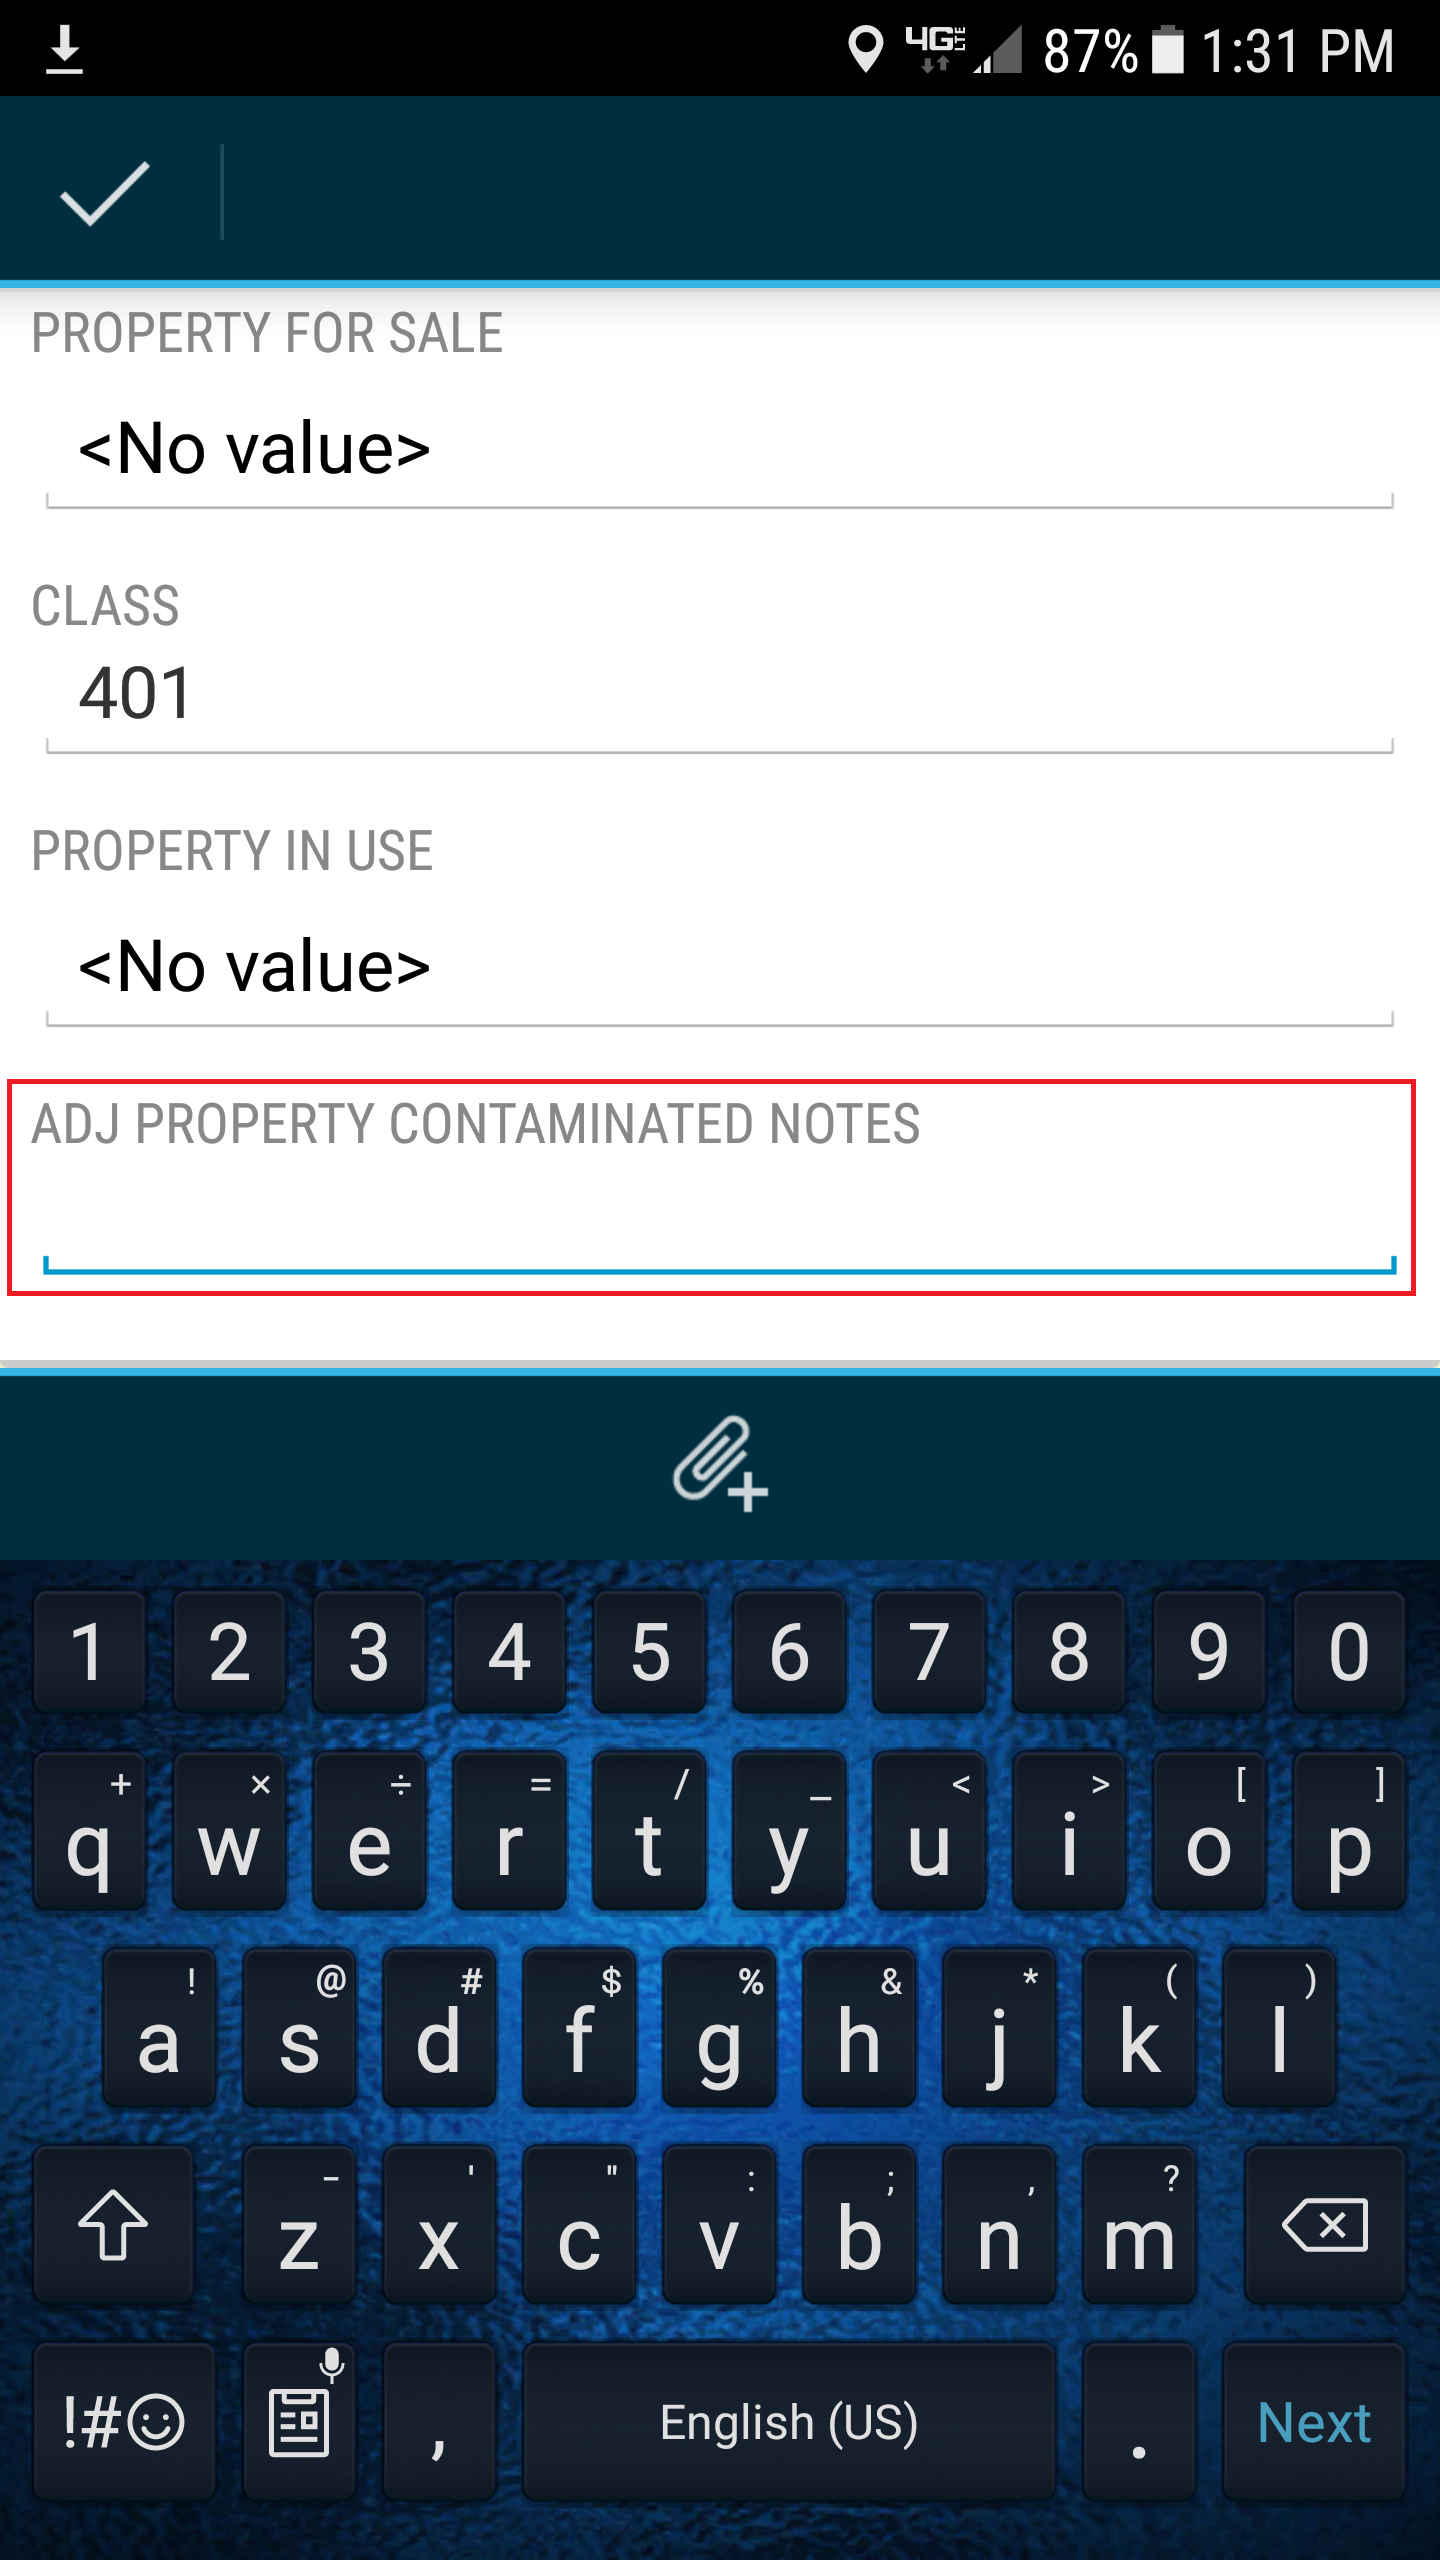 4G LTE 87% 1:31 PM
PROPERTY FOR SALE
<No value>
CLASS
401
PROPERTY IN USE
<No value>
ADJ PROPERTY CONTAMINATED NOTES
1 2 3 4 5 6 7 8 9 0
+ × ÷ = / _ < > [ ]
q w e r t y u i o p
! @ # $ % & * ( )
a s d f g h j k l
- ' " : ; , ?
z x c v b n m
!#☺ , English (US) . Next